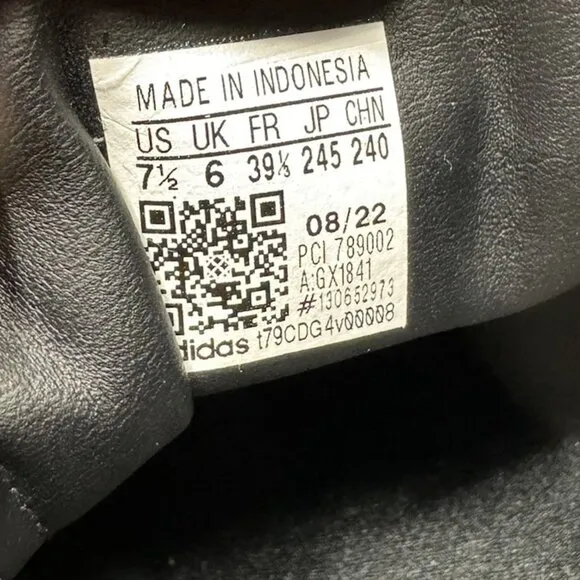 MADE IN INDONESIA
US UK FR JP CHN
7½ 6 39⅓ 245 240
08/22
PCI 789002
A:GX1841
#130652973
adidas t79CDG4v00008